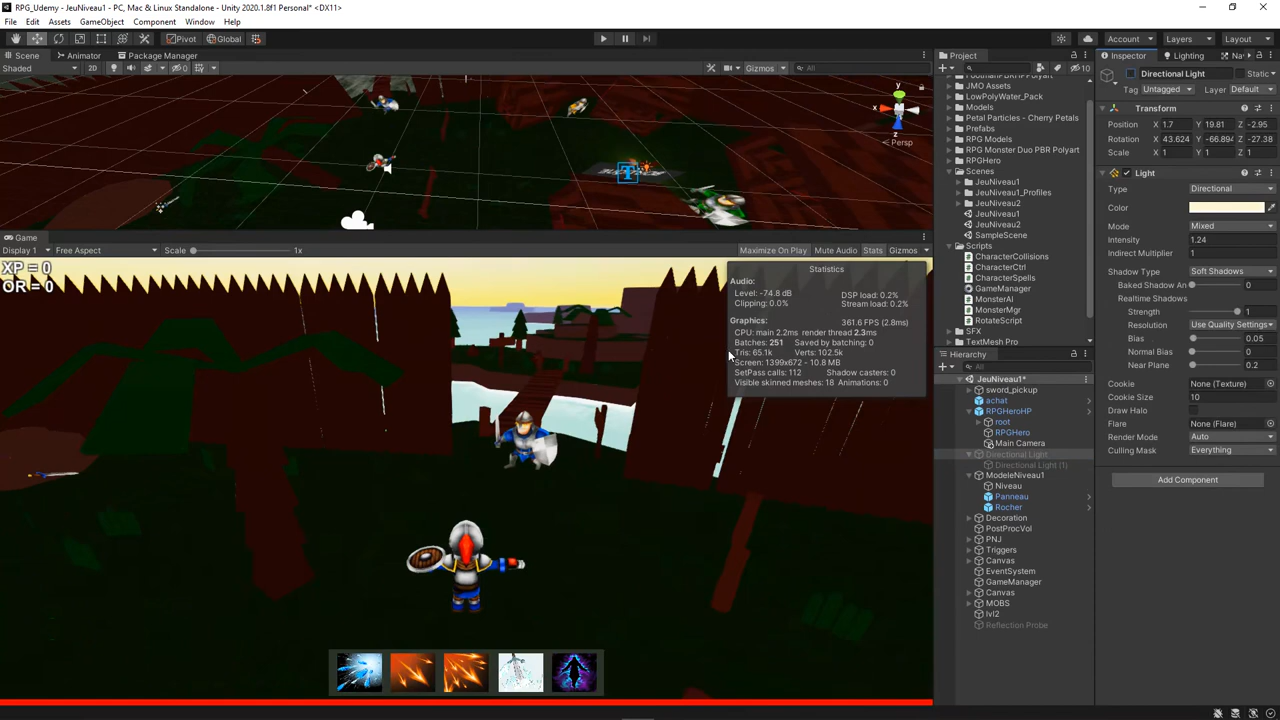 RPG_Udemy - JeuNiveau1 - PC, Mac & Linux Standalone - Unity 2020.1.8f1 Personal* <DX11>
File Edit Assets GameObject Component Window Help
Pivot Global Account Layers Layout
Scene Animator Package Manager
Shaded 2D 0 Gizmos All
Persp
x y z
Game
Display 1 Free Aspect Scale 1x Maximize On Play Mute Audio Stats Gizmos
XP = 0
OR = 0
Statistics
Audio:
Level: -74.8 dB DSP load: 0.2%
Clipping: 0.0% Stream load: 0.2%
Graphics: 361.6 FPS (2.8ms)
CPU: main 2.2ms render thread 2.3ms
Batches: 251 Saved by batching: 0
Tris: 65.1k Verts: 102.5k
Screen: 1399x672 - 10.8 MB
SetPass calls: 112 Shadow casters: 0
Visible skinned meshes: 18 Animations: 0
Project
10
JMO Assets
LowPolyWater_Pack
Models
Petal Particles - Cherry Petals
Prefabs
RPG Models
RPG Monster Duo PBR Polyart
RPGHero
Scenes
JeuNiveau1
JeuNiveau1_Profiles
JeuNiveau2
JeuNiveau1
JeuNiveau2
SampleScene
Scripts
CharacterCollisions
CharacterCtrl
CharacterSpells
GameManager
MonsterAI
MonsterMgr
RotateScript
SFX
TextMesh Pro
Hierarchy
All
JeuNiveau1*
sword_pickup
achat
RPGHeroHP
root
RPGHero
Main Camera
Directional Light
Directional Light (1)
ModeleNiveau1
Niveau
Panneau
Rocher
Decoration
PostProcVol
PNJ
Triggers
Canvas
EventSystem
GameManager
Canvas
MOBS
lvl2
Reflection Probe
Inspector Lighting
Directional Light Static
Tag Untagged Layer Default
Transform
Position X 1.7 Y 19.81 Z -2.95
Rotation X 43.624 Y -66.894 Z -27.38
Scale X 1 Y 1 Z 1
Light
Type Directional
Color
Mode Mixed
Intensity 1.24
Indirect Multiplier 1
Shadow Type Soft Shadows
Baked Shadow An 0
Realtime Shadows
Strength 1
Resolution Use Quality Settings
Bias 0.05
Normal Bias 0
Near Plane 0.2
Cookie None (Texture)
Cookie Size 10
Draw Halo
Flare None (Flare)
Render Mode Auto
Culling Mask Everything
Add Component